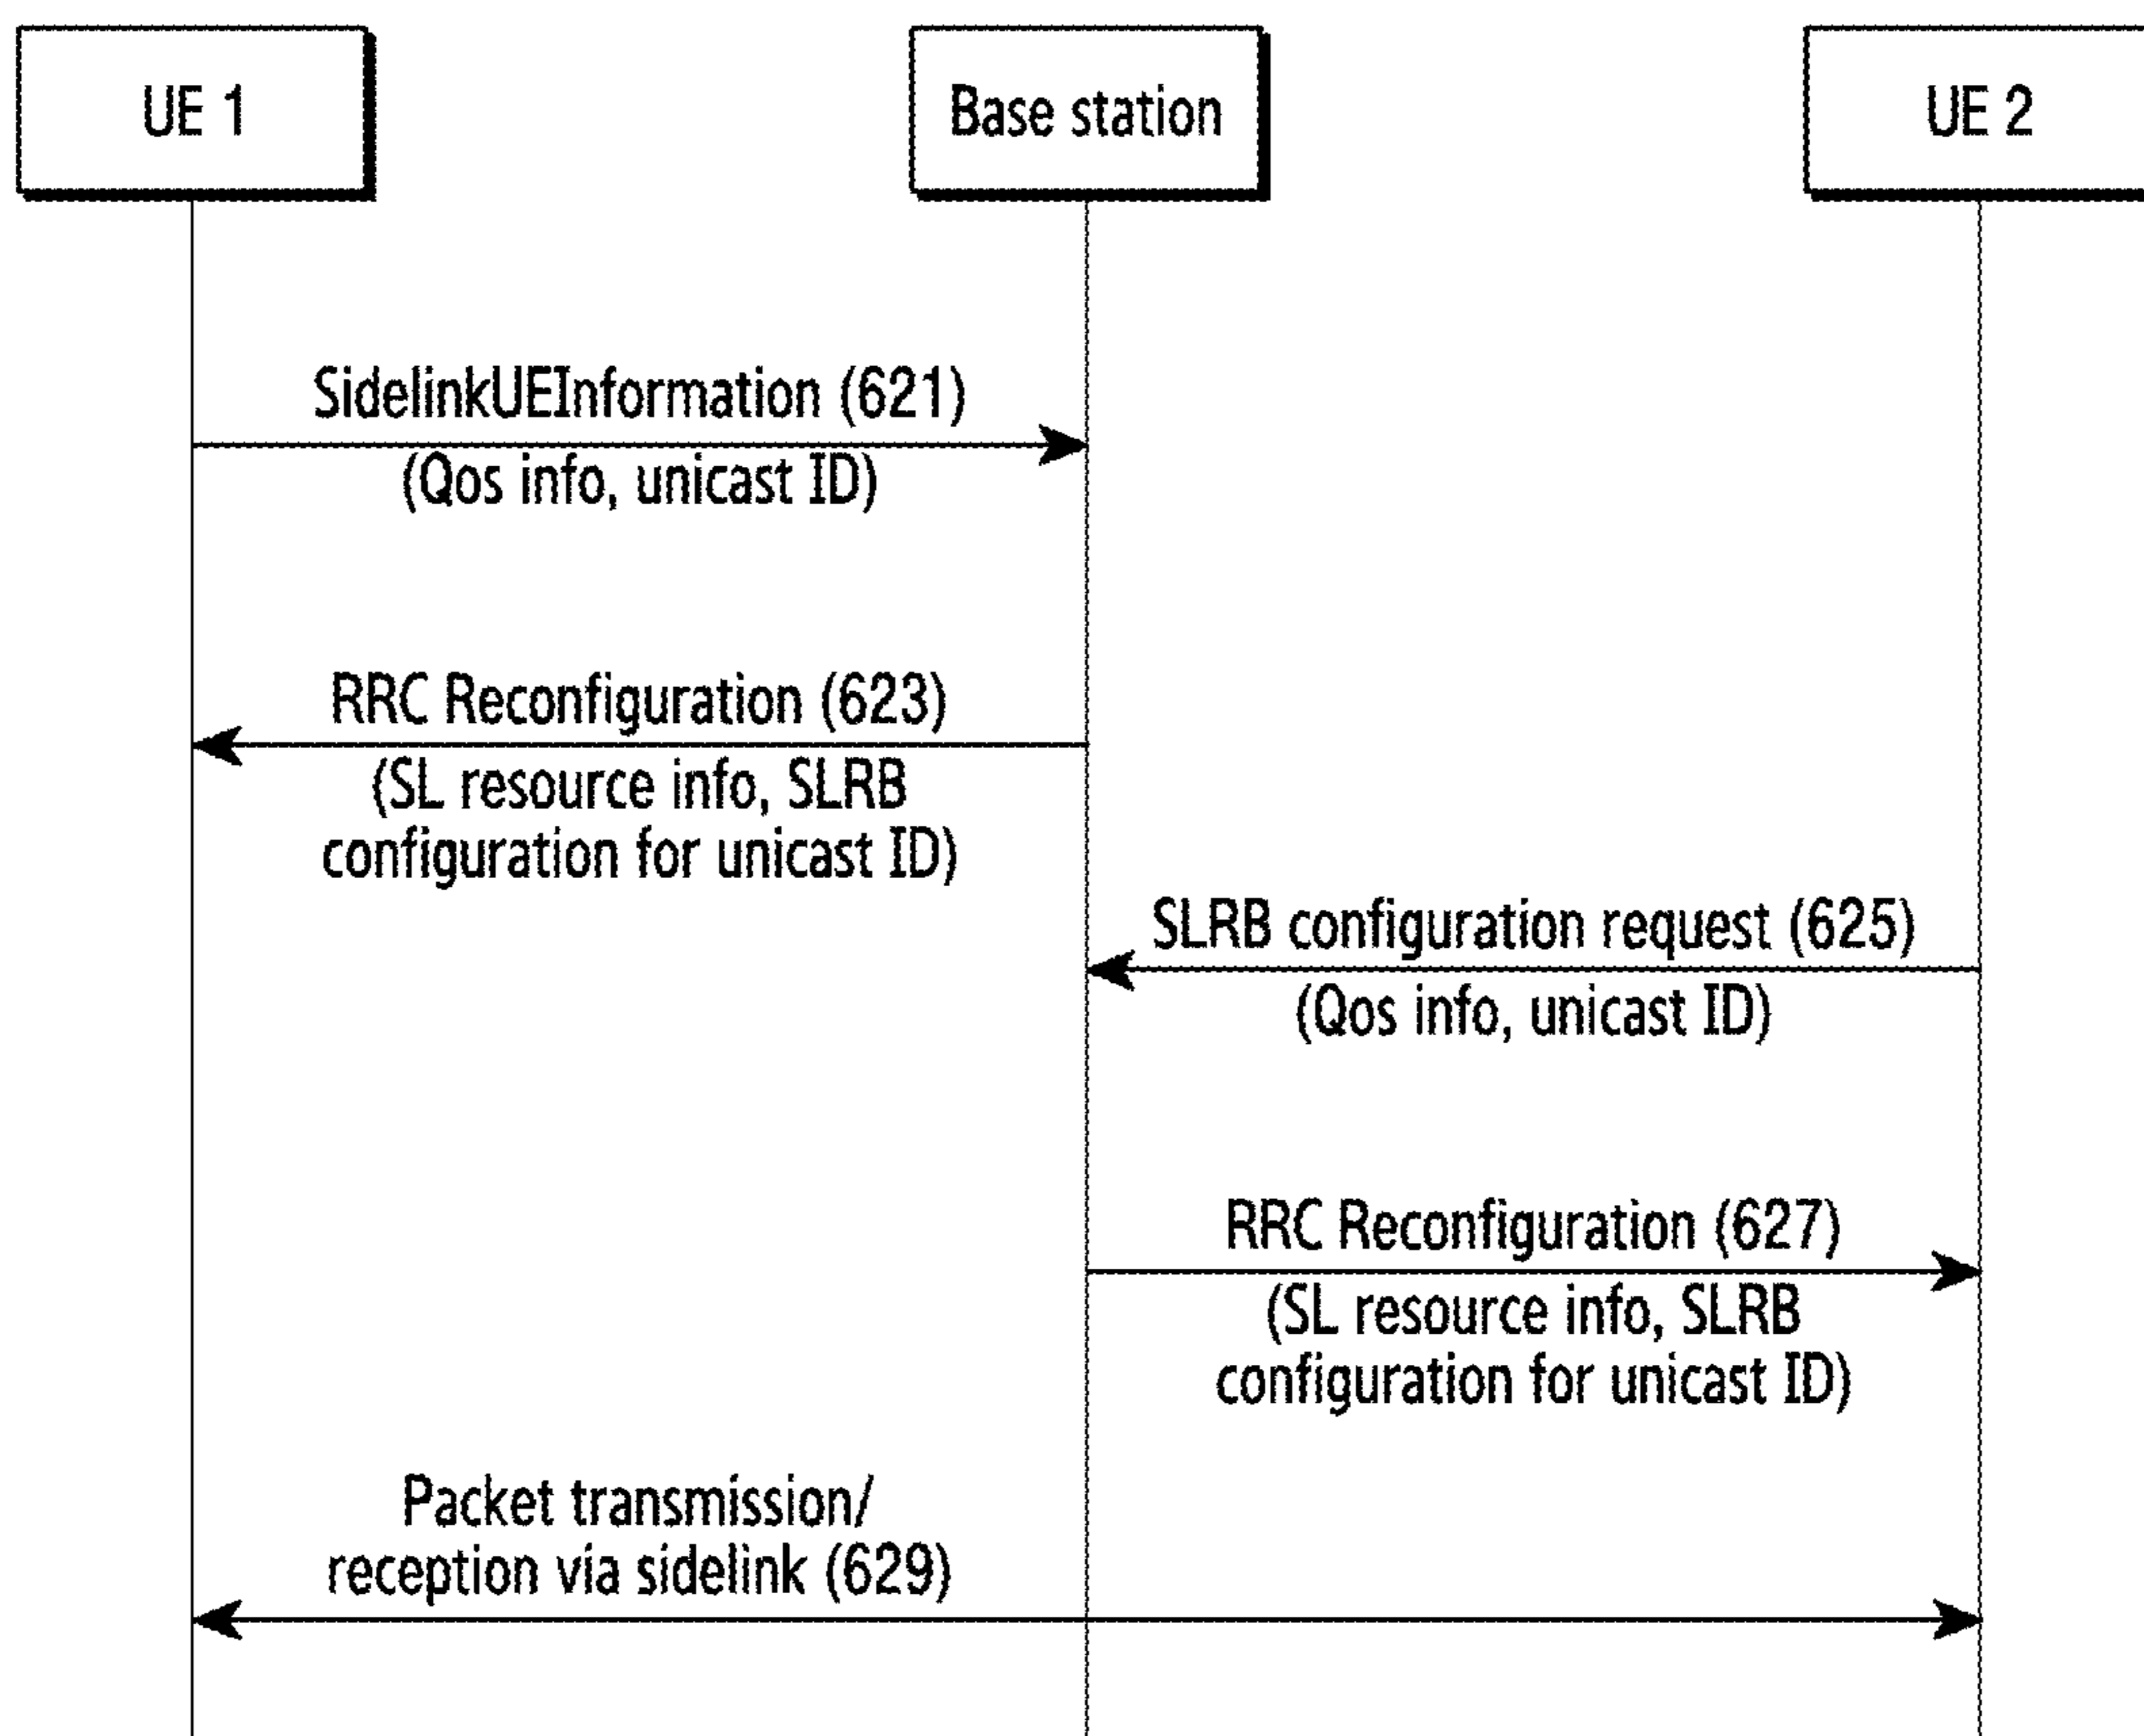 UE 1
Base station
UE 2
SidelinkUEInformation (621)
(Qos info, unicast ID)
RRC Reconfiguration (623)
(SL resource info, SLRB
configuration for unicast ID)
SLRB configuration request (625)
(Qos info, unicast ID)
RRC Reconfiguration (627)
(SL resource info, SLRB
configuration for unicast ID)
Packet transmission/
reception via sidelink (629)